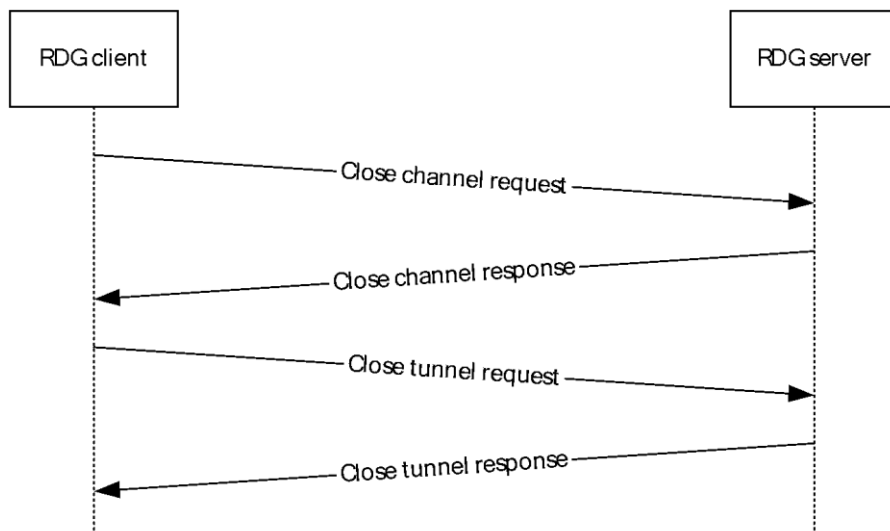 RDG client
RDG server
Close channel request
Close channel response
Close tunnel request
Close tunnel response